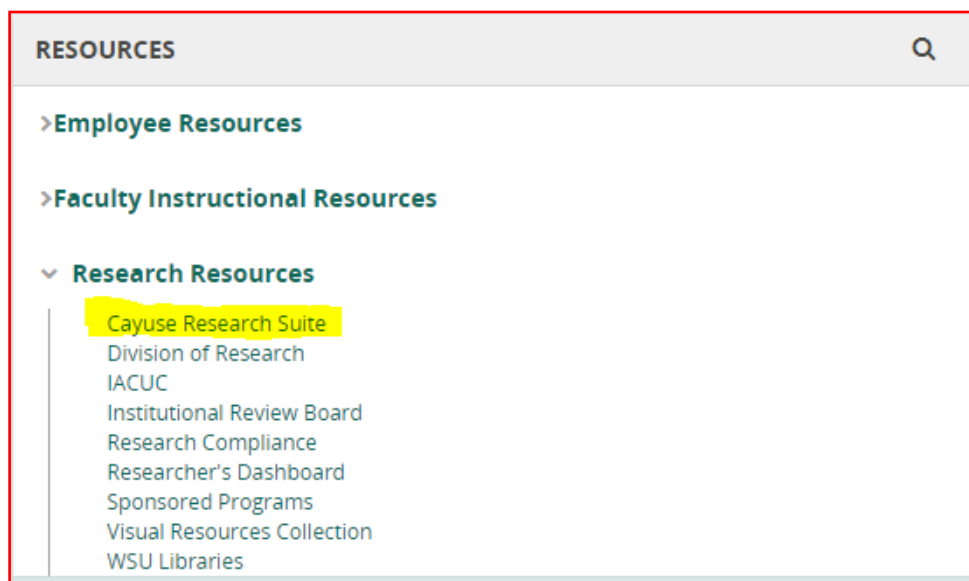 RESOURCES
Employee Resources
Faculty Instructional Resources
Research Resources
Cayuse Research Suite
Division of Research
IACUC
Institutional Review Board
Research Compliance
Researcher's Dashboard
Sponsored Programs
Visual Resources Collection
WSU Libraries